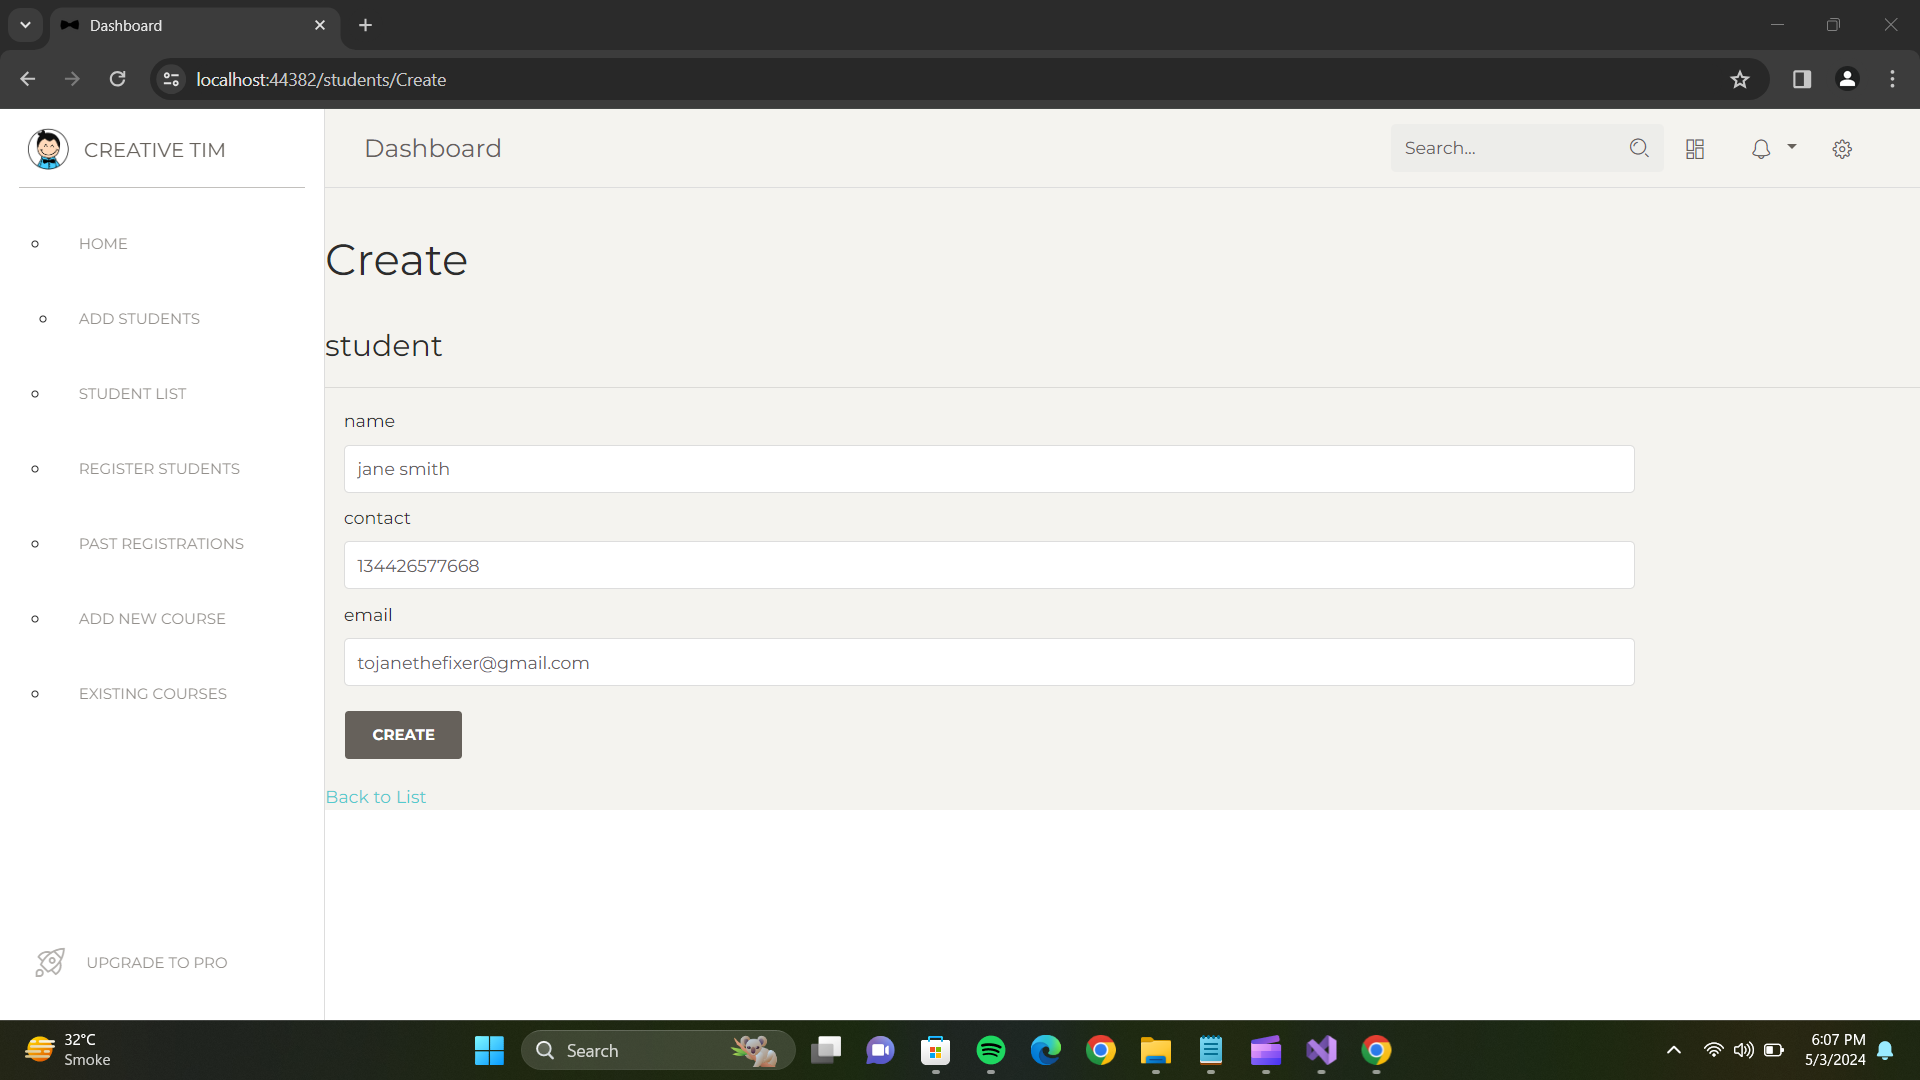 Dashboard
localhost:44382/students/Create
CREATIVE TIM
Dashboard
Search...
HOME
ADD STUDENTS
STUDENT LIST
REGISTER STUDENTS
PAST REGISTRATIONS
ADD NEW COURSE
EXISTING COURSES
UPGRADE TO PRO
Create
student
name
jane smith
contact
134426577668
email
tojanethefixer@gmail.com
CREATE
Back to List
32°C
Smoke
Search
6:07 PM
5/3/2024